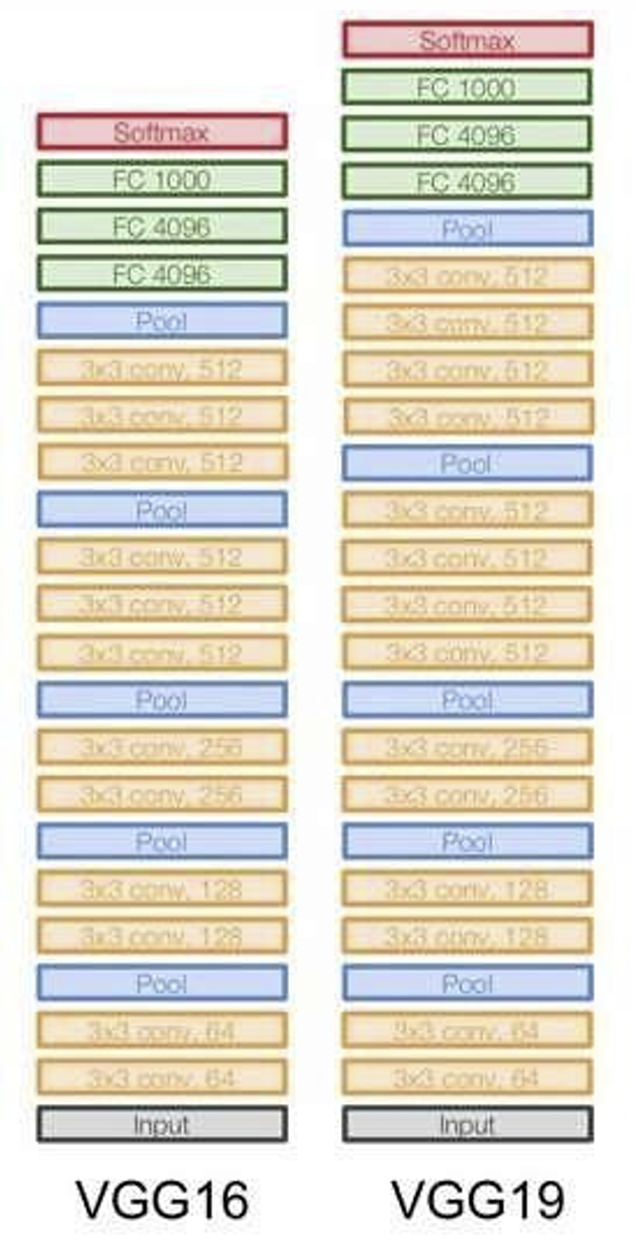 Softmax
FC 1000
FC 4096
FC 4096
Pool
3x3 conv, 512
3x3 conv, 512
3x3 conv, 512
Pool
3x3 conv, 512
3x3 conv, 512
3x3 conv, 512
Pool
3x3 conv, 256
3x3 conv, 256
Pool
3x3 conv, 128
3x3 conv, 128
Pool
3x3 conv, 64
3x3 conv, 64
Input
VGG16
Softmax
FC 1000
FC 4096
FC 4096
Pool
3x3 conv, 512
3x3 conv, 512
3x3 conv, 512
3x3 conv, 512
Pool
3x3 conv, 512
3x3 conv, 512
3x3 conv, 512
3x3 conv, 512
Pool
3x3 conv, 256
3x3 conv, 256
Pool
3x3 conv, 128
3x3 conv, 128
Pool
3x3 conv, 64
3x3 conv, 64
Input
VGG19